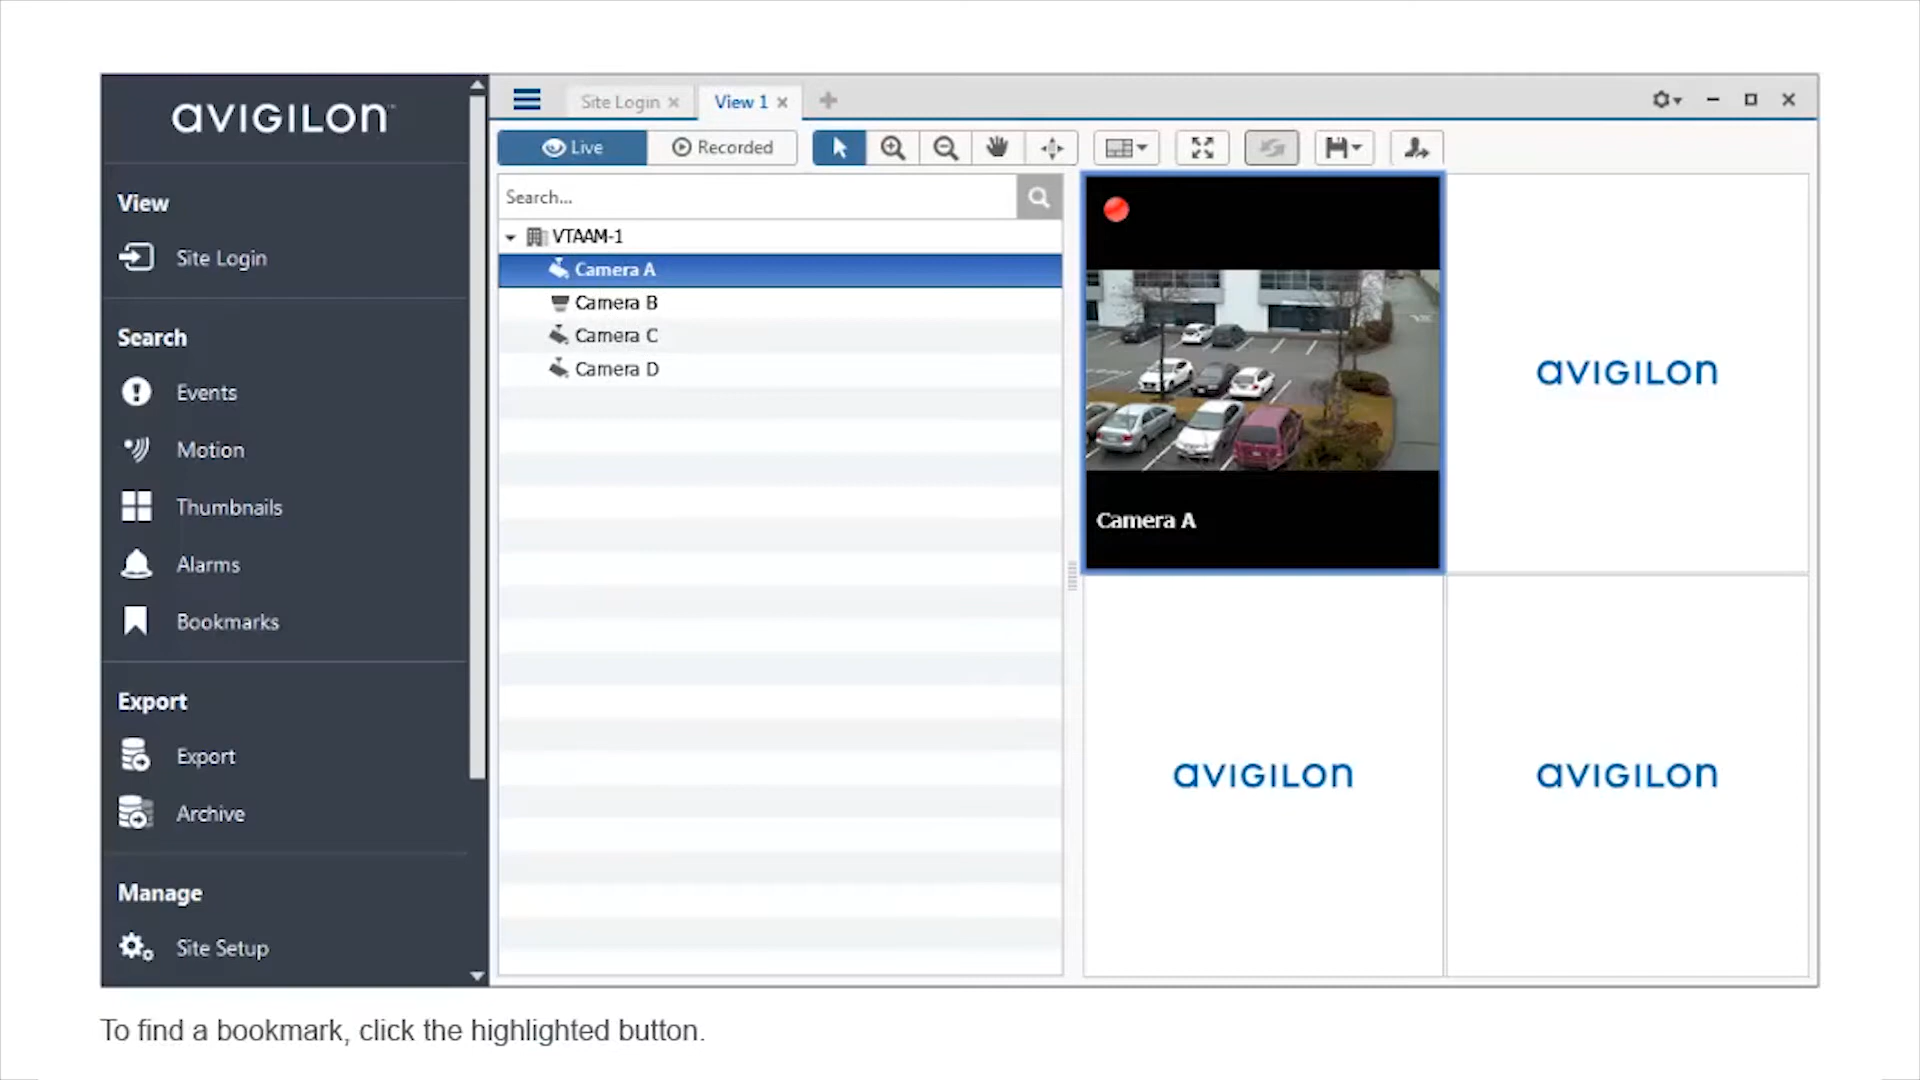 avigilon™
View
Site Login
Search
Events
Motion
Thumbnails
Alarms
Bookmarks
Export
Export
Archive
Manage
Site Setup
Site Login
View 1
Live
Recorded
Search...
VTAAM-1
Camera A
Camera B
Camera C
Camera D
Camera A
avigilon
avigilon
avigilon
To find a bookmark, click the highlighted button.